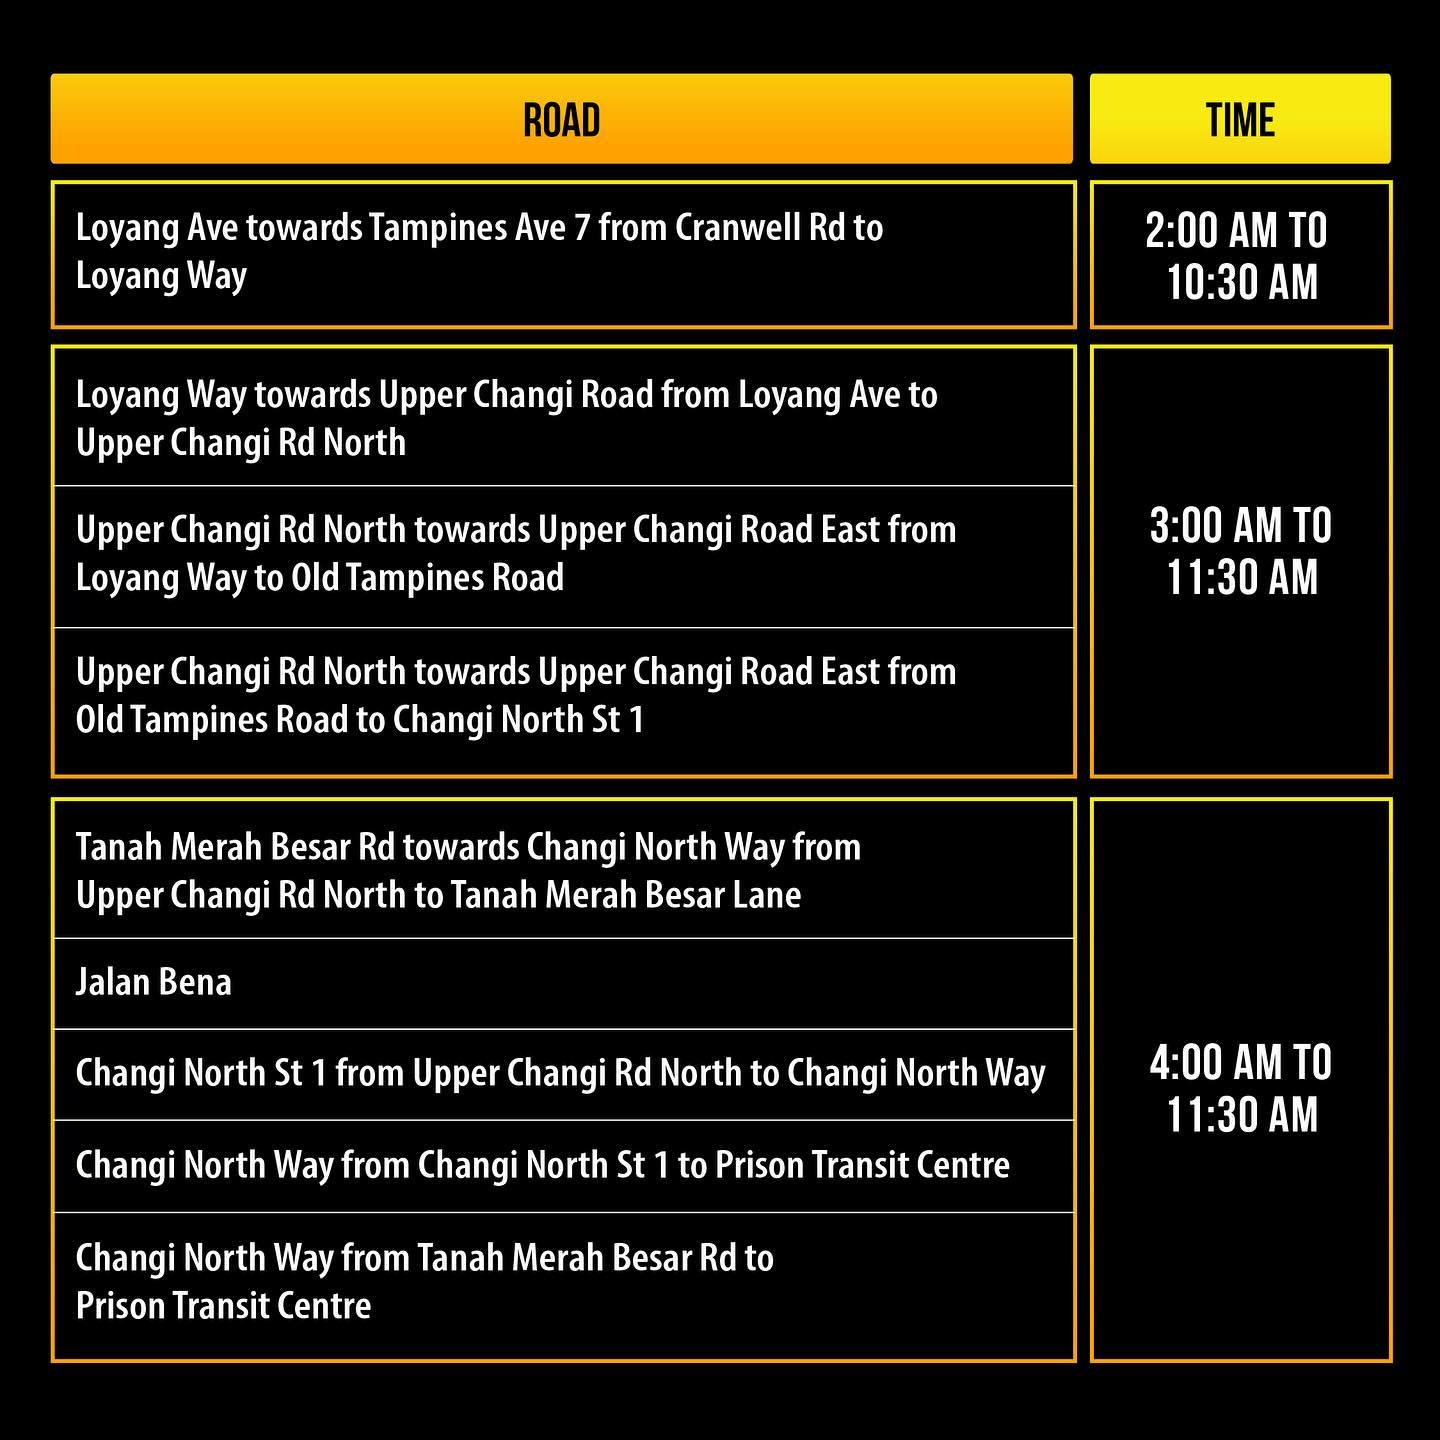 ROAD
TIME
Loyang Ave towards Tampines Ave 7 from Cranwell Rd to
Loyang Way
2:00 AM TO
10:30 AM
Loyang Way towards Upper Changi Road from Loyang Ave to
Upper Changi Rd North
Upper Changi Rd North towards Upper Changi Road East from
Loyang Way to Old Tampines Road
Upper Changi Rd North towards Upper Changi Road East from
Old Tampines Road to Changi North St 1
3:00 AM TO
11:30 AM
Tanah Merah Besar Rd towards Changi North Way from
Upper Changi Rd North to Tanah Merah Besar Lane
Jalan Bena
Changi North St 1 from Upper Changi Rd North to Changi North Way
Changi North Way from Changi North St 1 to Prison Transit Centre
Changi North Way from Tanah Merah Besar Rd to
Prison Transit Centre
4:00 AM TO
11:30 AM